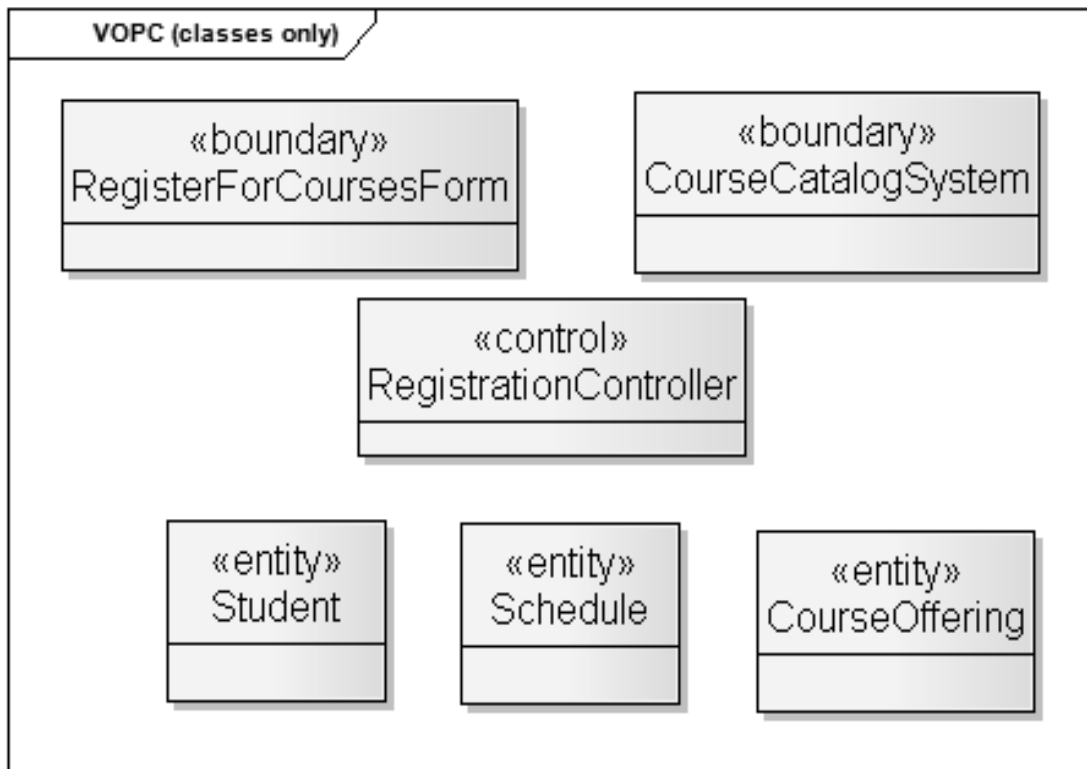 VOPC (classes only)
«boundary»
RegisterForCoursesForm
«boundary»
CourseCatalogSystem
«control»
RegistrationController
«entity»
Student
«entity»
Schedule
«entity»
CourseOffering